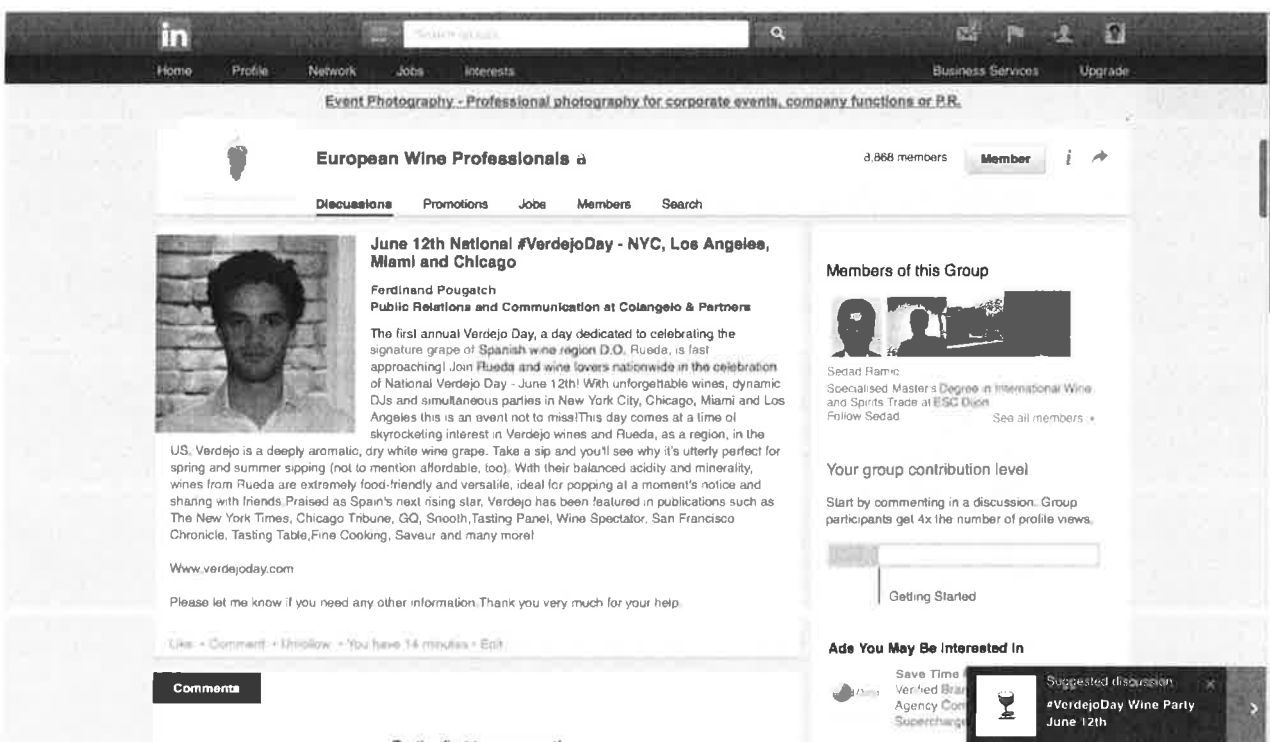 in
Search groups
Home Profile Network Jobs Interests
Business Services Upgrade
Event Photography - Professional photography for corporate events, company functions or P.R.
European Wine Professionals
3,868 members Member i
Discussions Promotions Jobs Members Search
June 12th National #VerdejoDay - NYC, Los Angeles,
Miami and Chicago
Ferdinand Pougatch
Public Relations and Communication at Colangelo & Partners
The first annual Verdejo Day, a day dedicated to celebrating the
signature grape of Spanish wine region D.O. Rueda, is fast
approaching! Join Rueda and wine lovers nationwide in the celebration
of National Verdejo Day - June 12th! With unforgettable wines, dynamic
DJs and simultaneous parties in New York City, Chicago, Miami and Los
Angeles this is an event not to miss!This day comes at a time of
skyrocketing interest in Verdejo wines and Rueda, as a region, in the
US. Verdejo is a deeply aromatic, dry white wine grape. Take a sip and you'll see why it's utterly perfect for
spring and summer sipping (not to mention affordable, too). With their balanced acidity and minerality,
wines from Rueda are extremely food-friendly and versatile, ideal for popping at a moment's notice and
sharing with friends.Praised as Spain's next rising star, Verdejo has been featured in publications such as
The New York Times, Chicago Tribune, GQ, Snooth,Tasting Panel, Wine Spectator, San Francisco
Chronicle, Tasting Table,Fine Cooking, Saveur and many more!
Www.verdejoday.com
Please let me know if you need any other information.Thank you very much for your help.
Like • Comment • Unfollow • You have 14 minutes • Edit
Comments
Members of this Group
Sedad Ramic
Specialised Master's Degree in International Wine
and Spirits Trade at ESC Dijon
Follow Sedad See all members
Your group contribution level
Start by commenting in a discussion. Group
participants get 4x the number of profile views.
Getting Started
Ads You May Be Interested In
Save Time
Verified Bran
Agency Con
Supercharge
Suggested discussion ×
#VerdejoDay Wine Party
June 12th